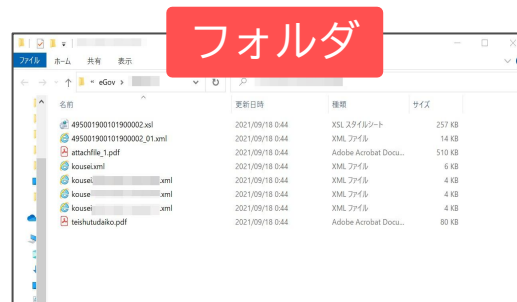 フォルダ
ファイル ホーム 共有 表示
« eGov ›
名前 更新日時 種類 サイズ
495001900101900002.xsl 2021/09/18 0:44 XSL スタイルシート 257 KB
495001900101900002_01.xml 2021/09/18 0:44 XML ファイル 14 KB
attachfile_1.pdf 2021/09/18 0:44 Adobe Acrobat Docu... 510 KB
kousei.xml 2021/09/18 0:44 XML ファイル 6 KB
kousei .xml 2021/09/18 0:44 XML ファイル 4 KB
kouse .xml 2021/09/18 0:44 XML ファイル 4 KB
kousei .xml 2021/09/18 0:44 XML ファイル 4 KB
teishutudaiko.pdf 2021/09/18 0:44 Adobe Acrobat Docu... 80 KB